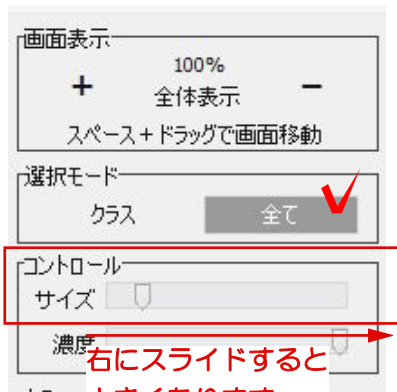 画面表示
100%
+ 全体表示 −
スペース+ドラッグで画面移動
選択モード
クラス 全て
コントロール
サイズ
濃度
右にスライドすると